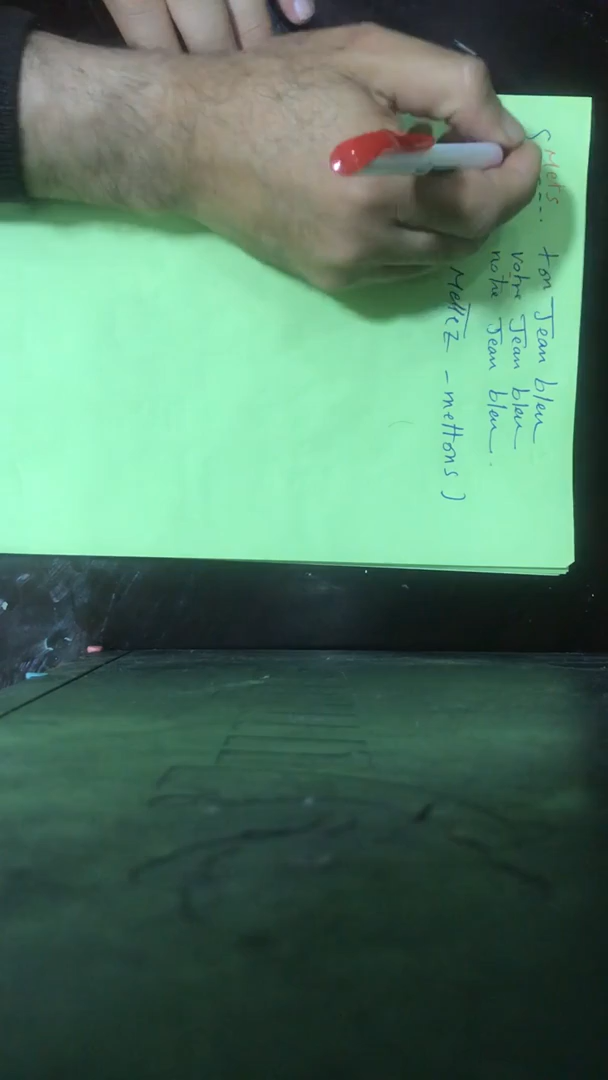 Mets.... ton Jean bleu
votre Jean bleu
notre Jean bleu.
Mettez - mettons)